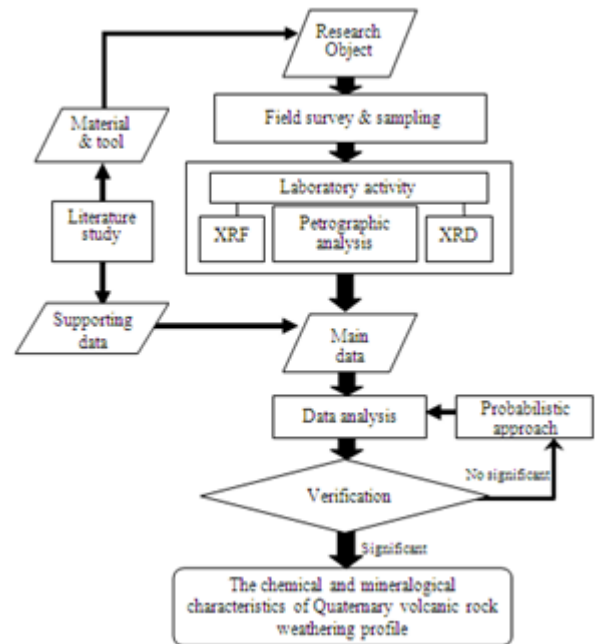 Research
Object
Material
& tool
Field survey & sampling
Laboratory activity
XRF
Petrographic
analysis
XRD
Literature
study
Supporting
data
Main
data
Data analysis
Probabilistic
approach
No significant
Verification
Significant
The chemical and mineralogical
characteristics of Quaternary volcanic rock
weathering profile